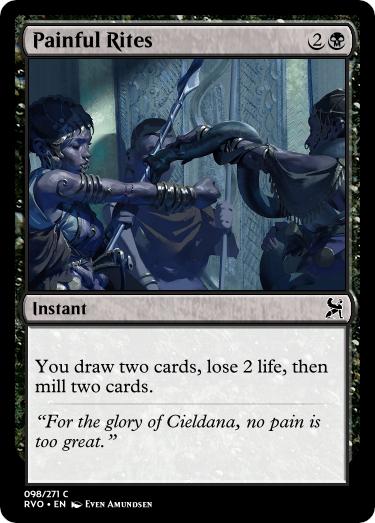 Painful Rites 2
Instant
You draw two cards, lose 2 life, then
mill two cards.
“For the glory of Cieldana, no pain is
too great.”
098/271 C
RVO • EN Even Amundsen